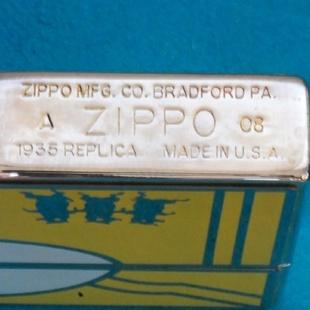 ZIPPO MFG. CO. BRADFORD PA.
A ZIPPO 08
1935 REPLICA MADE IN U.S.A.